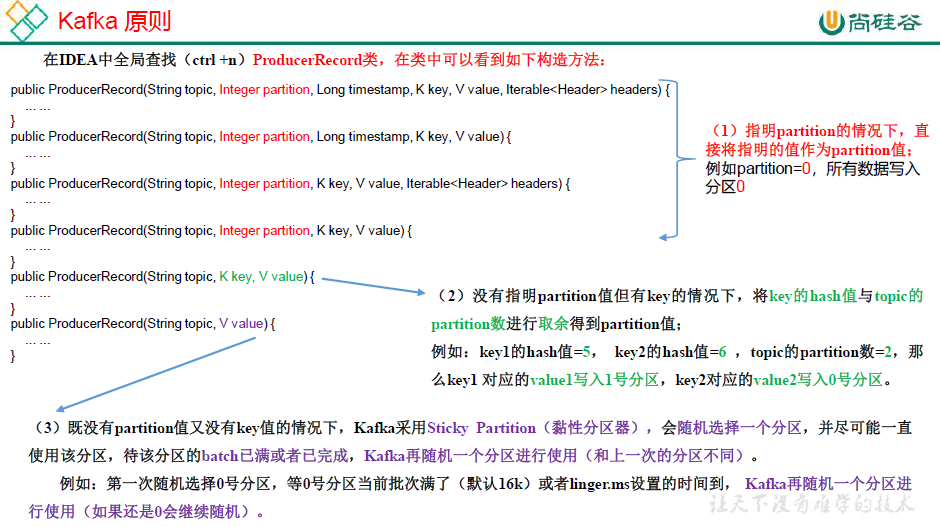 Kafka 原则
尚硅谷
在IDEA中全局查找（ctrl +n）ProducerRecord类，在类中可以看到如下构造方法：
public ProducerRecord(String topic, Integer partition, Long timestamp, K key, V value, Iterable<Header> headers) {
... ...
}
public ProducerRecord(String topic, Integer partition, Long timestamp, K key, V value) {
... ...
}
public ProducerRecord(String topic, Integer partition, K key, V value, Iterable<Header> headers) {
... ...
}
public ProducerRecord(String topic, Integer partition, K key, V value) {
... ...
}
public ProducerRecord(String topic, K key, V value) {
... ...
}
public ProducerRecord(String topic, V value) {
... ...
}
（1）指明partition的情况下，直
接将指明的值作为partition值；
例如partition=0，所有数据写入
分区0
（2）没有指明partition值但有key的情况下，将key的hash值与topic的
partition数进行取余得到partition值；
例如：key1的hash值=5， key2的hash值=6 ，topic的partition数=2，那
么key1 对应的value1写入1号分区，key2对应的value2写入0号分区。
（3）既没有partition值又没有key值的情况下，Kafka采用Sticky Partition（黏性分区器），会随机选择一个分区，并尽可能一直
使用该分区，待该分区的batch已满或者已完成，Kafka再随机一个分区进行使用（和上一次的分区不同）。
例如：第一次随机选择0号分区，等0号分区当前批次满了（默认16k）或者linger.ms设置的时间到， Kafka再随机一个分区进
行使用（如果还是0会继续随机）。
让天下没有难学的技术